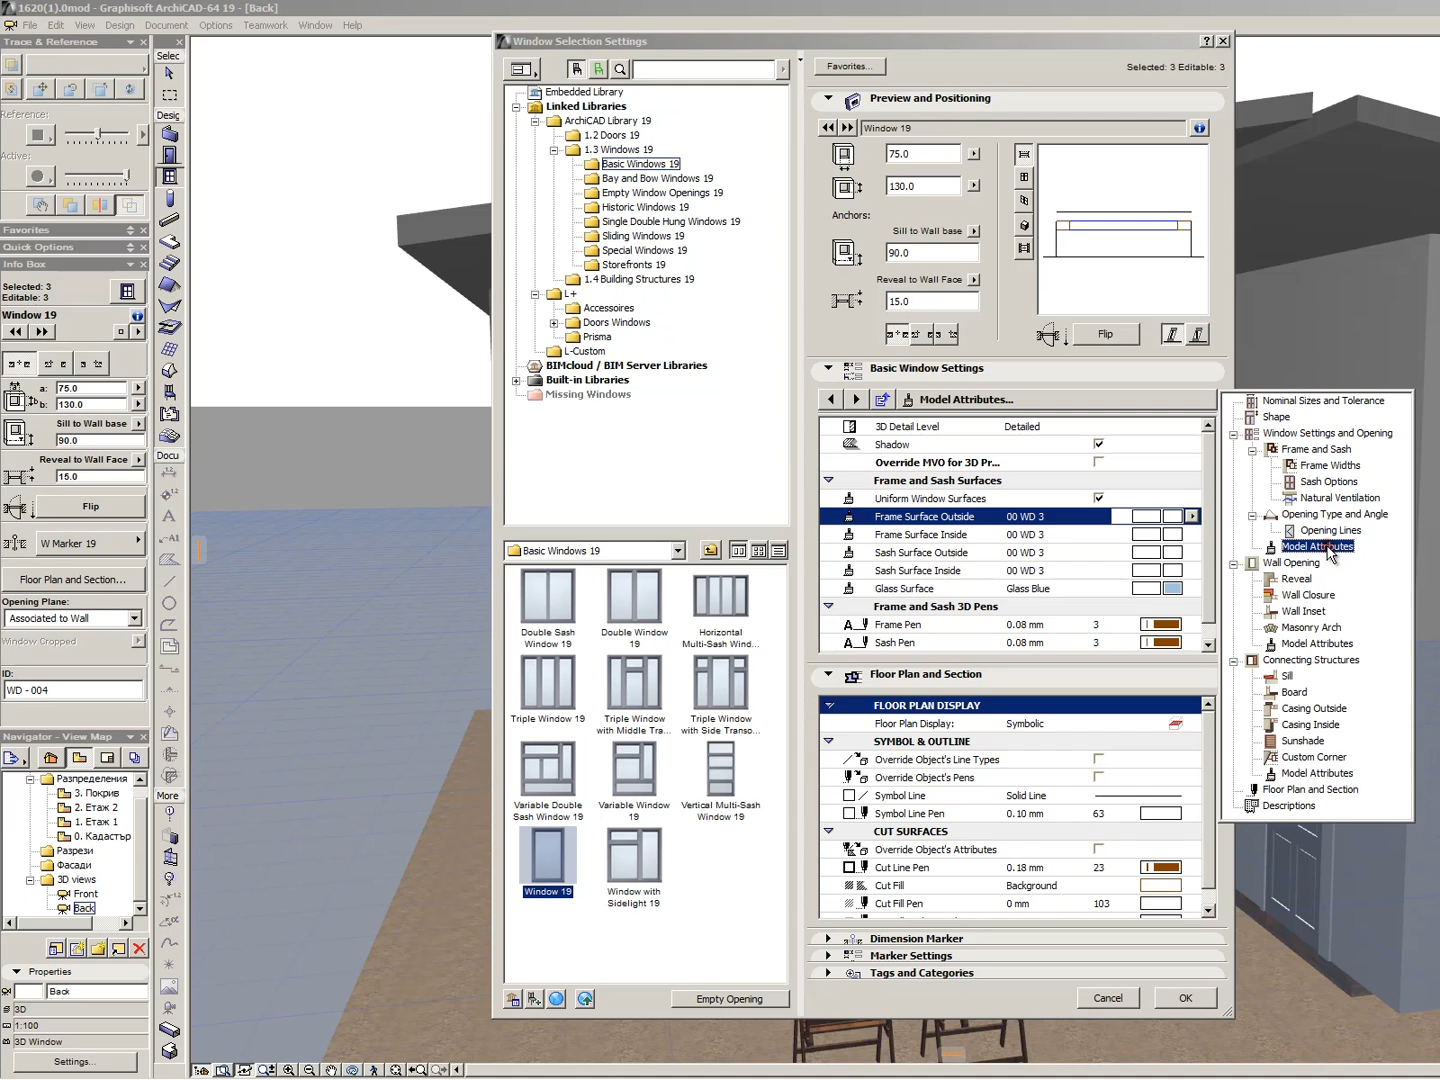 1620(1).0mod - Graphisoft ArchiCAD-64 19 - [Back]
File Edit View Design Document Options Teamwork Window Help
Trace & Reference
Reference:
Active:
Favorites
Quick Options
Info Box
Selected: 3
Editable: 3
Window 19
a: 75.0
b: 130.0
Sill to Wall base
90.0
Reveal to Wall Face
15.0
Flip
W Marker 19
Floor Plan and Section...
Opening Plane:
Associated to Wall
Window Cropped
ID:
WD - 004
Navigator - View Map
Разпределения
3. Покрив
2. Етаж 2
1. Етаж 1
0. Кадастър
Разрези
Фасади
3D views
Front
Back
Properties
Back
3D
1:100
3D Window
Settings...
Selec
Desig
Docu
More
Window Selection Settings
Embedded Library
Linked Libraries
ArchiCAD Library 19
1.2 Doors 19
1.3 Windows 19
Basic Windows 19
Bay and Bow Windows 19
Empty Window Openings 19
Historic Windows 19
Single Double Hung Windows 19
Sliding Windows 19
Special Windows 19
Storefronts 19
1.4 Building Structures 19
L+
Accessoires
Doors Windows
Prisma
L-Custom
BIMcloud / BIM Server Libraries
Built-in Libraries
Missing Windows
Basic Windows 19
Double Sash Window 19
Double Window 19
Horizontal Multi-Sash Wind...
Triple Window 19
Triple Window with Middle Tra...
Triple Window with Side Transo...
Variable Double Sash Window 19
Variable Window 19
Vertical Multi-Sash Window 19
Window 19
Window with Sidelight 19
Empty Opening
Favorites...
Selected: 3 Editable: 3
Preview and Positioning
Window 19
75.0
130.0
Anchors:
Sill to Wall base
90.0
Reveal to Wall Face
15.0
Flip
Basic Window Settings
Model Attributes...
3D Detail Level Detailed
Shadow
Override MVO for 3D Pr...
Frame and Sash Surfaces
Uniform Window Surfaces
Frame Surface Outside 00 WD 3
Frame Surface Inside 00 WD 3
Sash Surface Outside 00 WD 3
Sash Surface Inside 00 WD 3
Glass Surface Glass Blue
Frame and Sash 3D Pens
Frame Pen 0.08 mm 3
Sash Pen 0.08 mm 3
Floor Plan and Section
FLOOR PLAN DISPLAY
Floor Plan Display: Symbolic
SYMBOL & OUTLINE
Override Object's Line Types
Override Object's Pens
Symbol Line Solid Line
Symbol Line Pen 0.10 mm 63
CUT SURFACES
Override Object's Attributes
Cut Line Pen 0.18 mm 23
Cut Fill Background
Cut Fill Pen 0 mm 103
Dimension Marker
Marker Settings
Tags and Categories
Cancel OK
Nominal Sizes and Tolerance
Shape
Window Settings and Opening
Frame and Sash
Frame Widths
Sash Options
Natural Ventilation
Opening Type and Angle
Opening Lines
Model Attributes
Wall Opening
Reveal
Wall Closure
Wall Inset
Masonry Arch
Model Attributes
Connecting Structures
Sill
Board
Casing Outside
Casing Inside
Sunshade
Custom Corner
Model Attributes
Floor Plan and Section
Descriptions